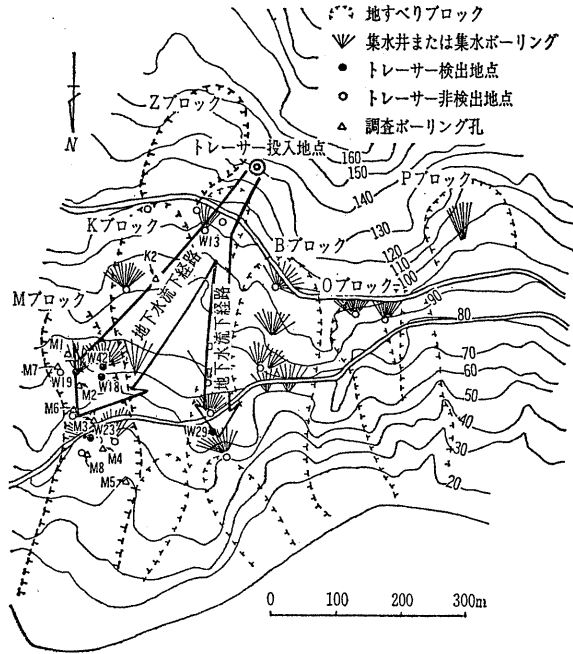 地すべりブロック
集水井または集水ボーリング
トレーサー検出地点
トレーサー非検出地点
調査ボーリング孔
N
Zブロック
トレーサー投入地点
160
150
140
130
120
110
100
90
80
70
60
50
40
30
20
Pブロック
Kブロック
W13
Bブロック
K2
Oブロック
Mブロック
地下水流下経路
地下水流下経路
M1
M7
W42
W19
W18
M2
M6
M3
W23
W29
M8
M4
M5
0 100 200 300m